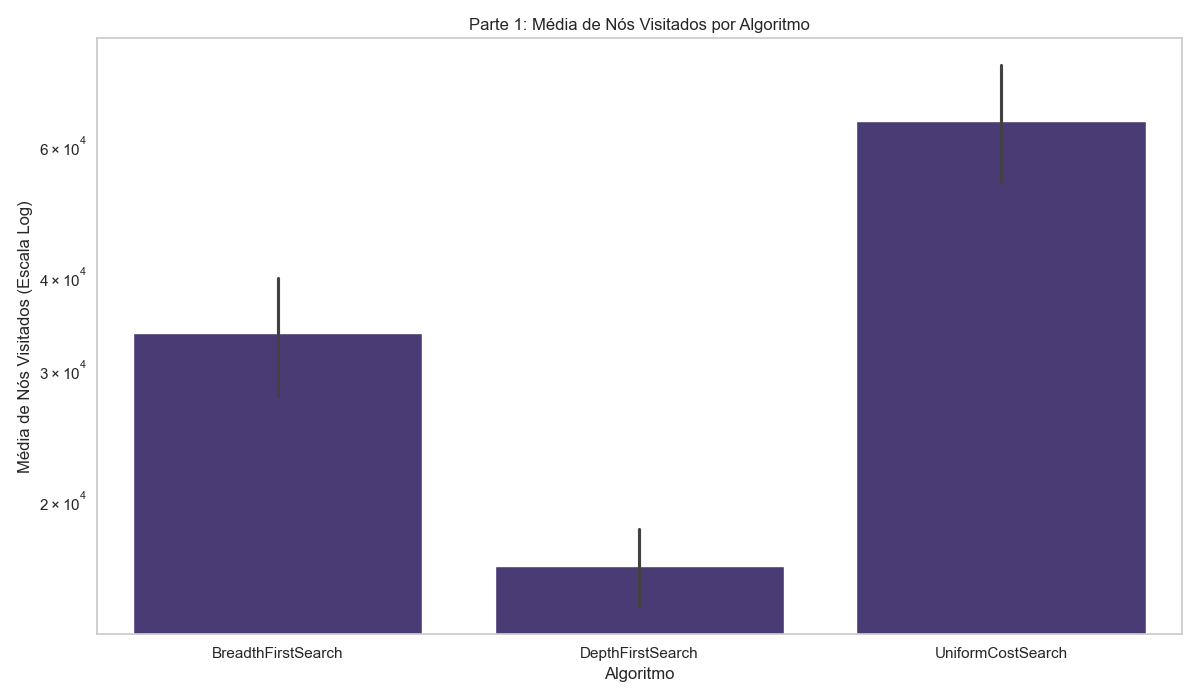 Parte 1: Média de Nós Visitados por Algoritmo
Média de Nós Visitados (Escala Log)
6 × 10⁴
4 × 10⁴
3 × 10⁴
2 × 10⁴
BreadthFirstSearch
DepthFirstSearch
UniformCostSearch
Algoritmo